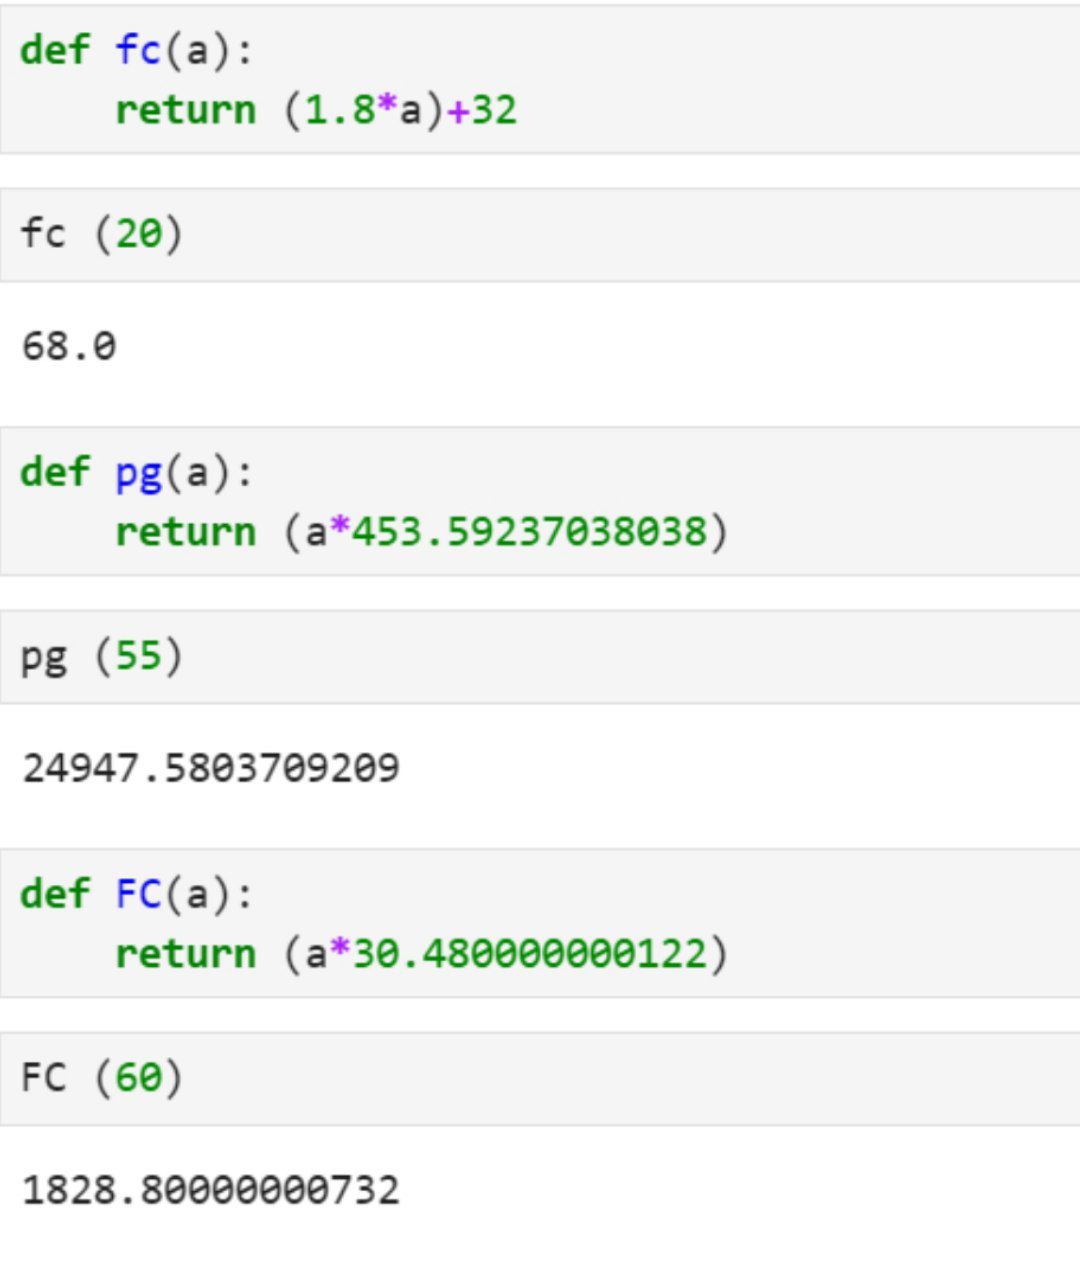 def fc(a):
    return (1.8*a)+32
fc (20)
68.0
def pg(a):
    return (a*453.59237038038)
pg (55)
24947.5803709209
def FC(a):
    return (a*30.480000000122)
FC (60)
1828.80000000732